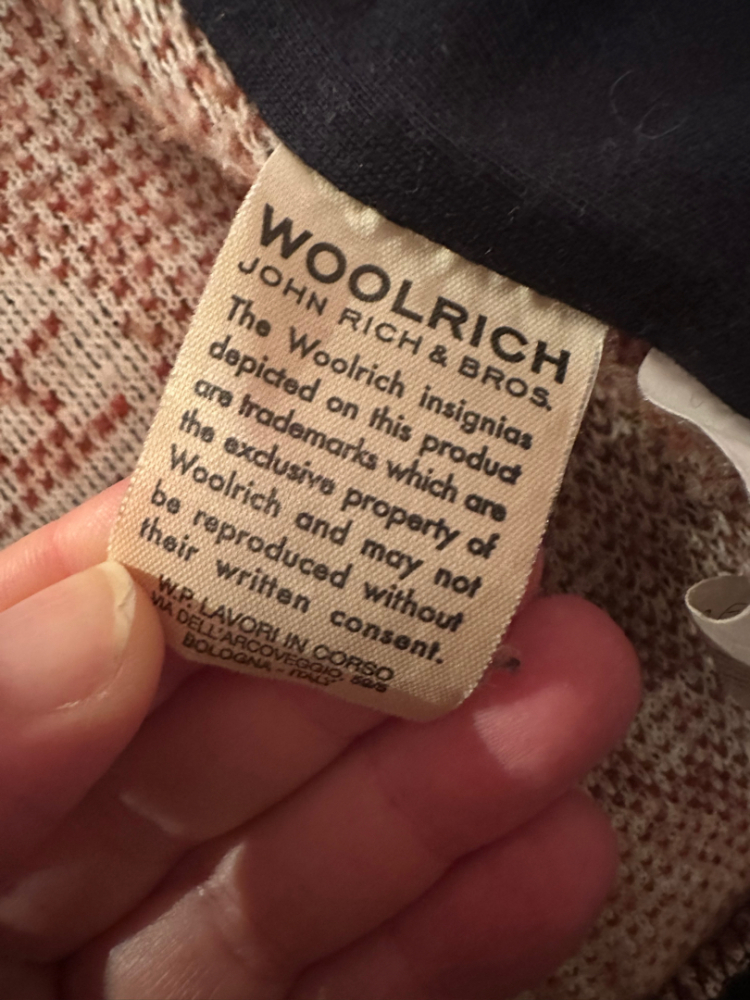 WOOLRICH
JOHN RICH & BROS.
The Woolrich insignias
depicted on this product
are trademarks which are
the exclusive property of
Woolrich and may not
be reproduced without
their written consent.
W.P. LAVORI IN CORSO
VIA DELL'ARCOVEGGIO, 59/5
BOLOGNA - ITALY